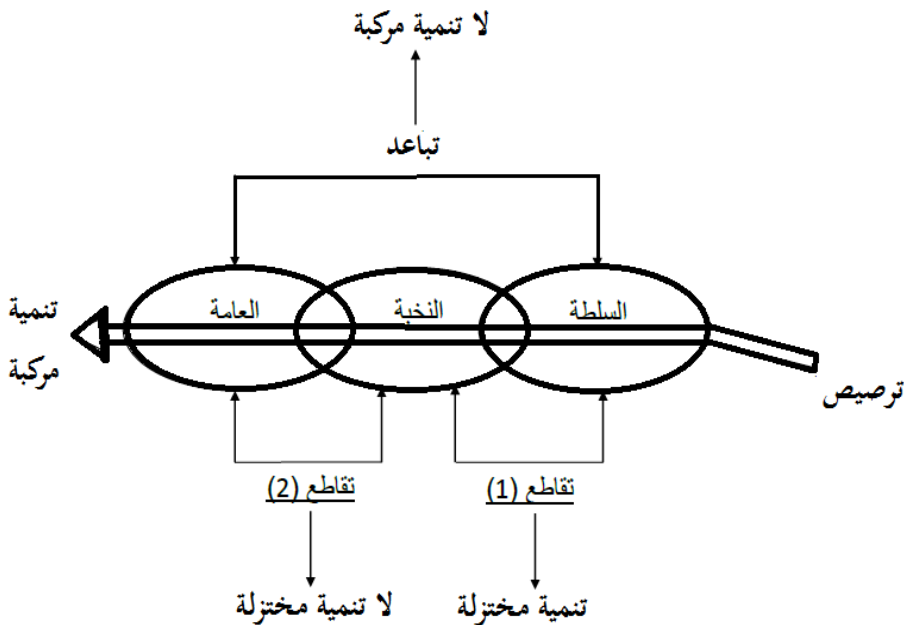 لا تنمية مركبة
تباعد
السلطة
النخبة
العامة
تنمية
مركبة
ترصيص
تقاطع (1)
تقاطع (2)
تنمية مختزلة
لا تنمية مختزلة